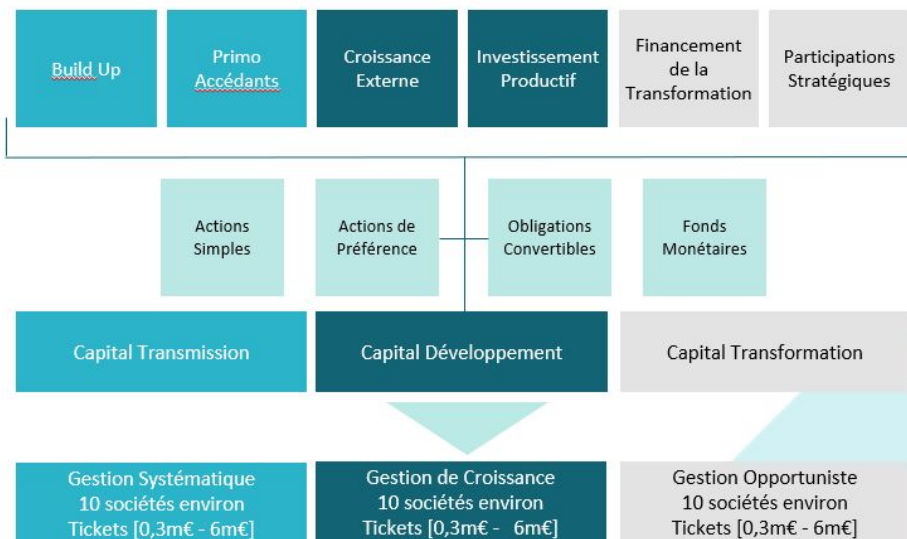 Build Up
Primo
Accédants
Croissance
Externe
Investissement
Productif
Financement
de la
Transformation
Participations
Stratégiques
Actions
Simples
Actions de
Préférence
Obligations
Convertibles
Fonds
Monétaires
Capital Transmission
Capital Développement
Capital Transformation
Gestion Systématique
10 sociétés environ
Tickets [0,3m€ - 6m€]
Gestion de Croissance
10 sociétés environ
Tickets [0,3m€ -  6m€]
Gestion Opportuniste
10 sociétés environ
Tickets [0,3m€ - 6m€]